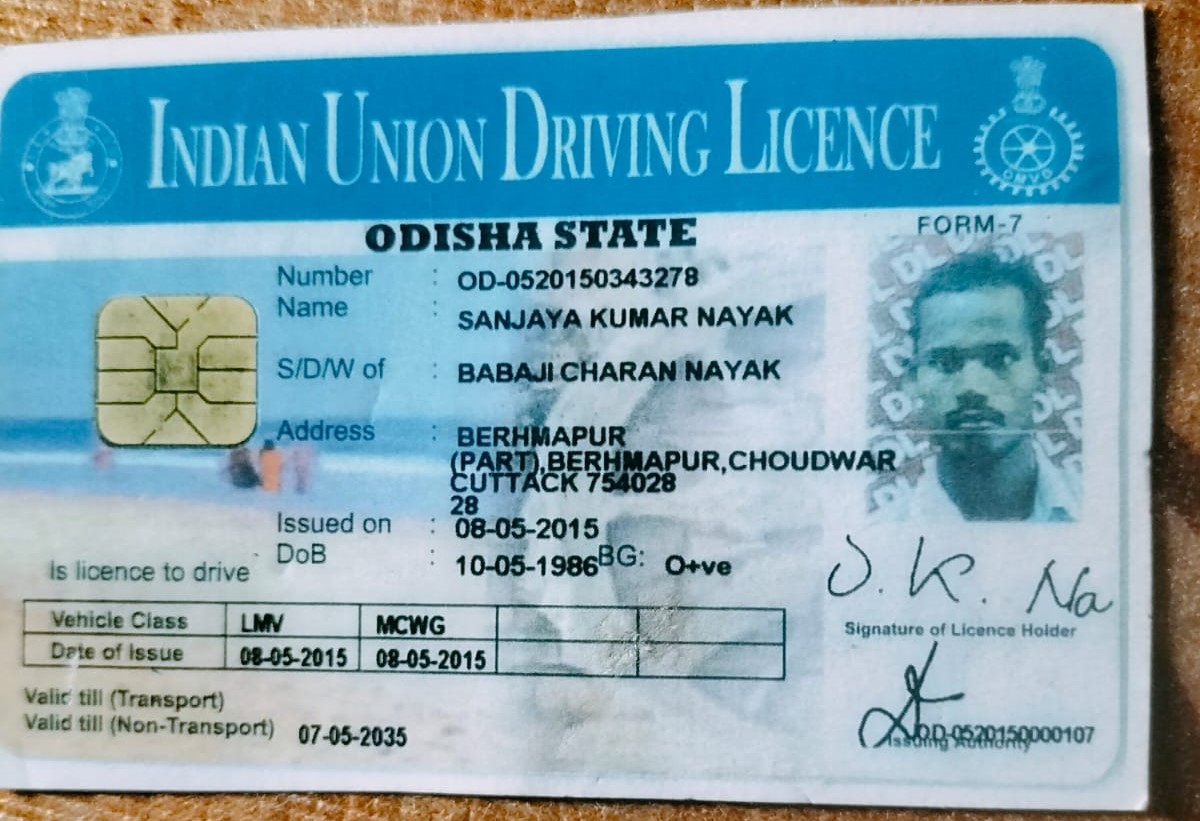 INDIAN UNION DRIVING LICENCE
OMVD
ODISHA STATE
FORM-7
Number : OD-0520150343278
Name : SANJAYA KUMAR NAYAK
S/D/W of : BABAJI CHARAN NAYAK
Address : BERHMAPUR
(PART),BERHMAPUR,CHOUDWAR
CUTTACK 754028
28
Issued on : 08-05-2015
DoB : 10-05-1986 BG: O+ve
Is licence to drive
Vehicle Class LMV MCWG
Date of Issue 08-05-2015 08-05-2015
Valid till (Transport)
Valid till (Non-Transport) 07-05-2035
S. K. Na
Signature of Licence Holder
OD-0520150000107
Issuing Authority